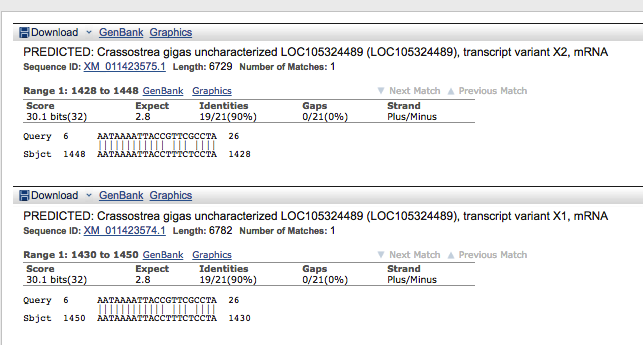 Download GenBank Graphics
PREDICTED: Crassostrea gigas uncharacterized LOC105324489 (LOC105324489), transcript variant X2, mRNA
Sequence ID: XM_011423575.1 Length: 6729 Number of Matches: 1
Range 1: 1428 to 1448 GenBank Graphics ▼ Next Match ▲ Previous Match
Score Expect Identities Gaps Strand
30.1 bits(32) 2.8 19/21(90%) 0/21(0%) Plus/Minus
Query 6 AATAAAATTACCGTTCGCCTA 26
||||||||||||  ||| ||||
Sbjct 1448 AATAAAATTACCTTTCTCCTA 1428
Download GenBank Graphics
PREDICTED: Crassostrea gigas uncharacterized LOC105324489 (LOC105324489), transcript variant X1, mRNA
Sequence ID: XM_011423574.1 Length: 6782 Number of Matches: 1
Range 1: 1430 to 1450 GenBank Graphics ▼ Next Match ▲ Previous Match
Score Expect Identities Gaps Strand
30.1 bits(32) 2.8 19/21(90%) 0/21(0%) Plus/Minus
Query 6 AATAAAATTACCGTTCGCCTA 26
||||||||||||  ||| ||||
Sbjct 1450 AATAAAATTACCTTTCTCCTA 1430